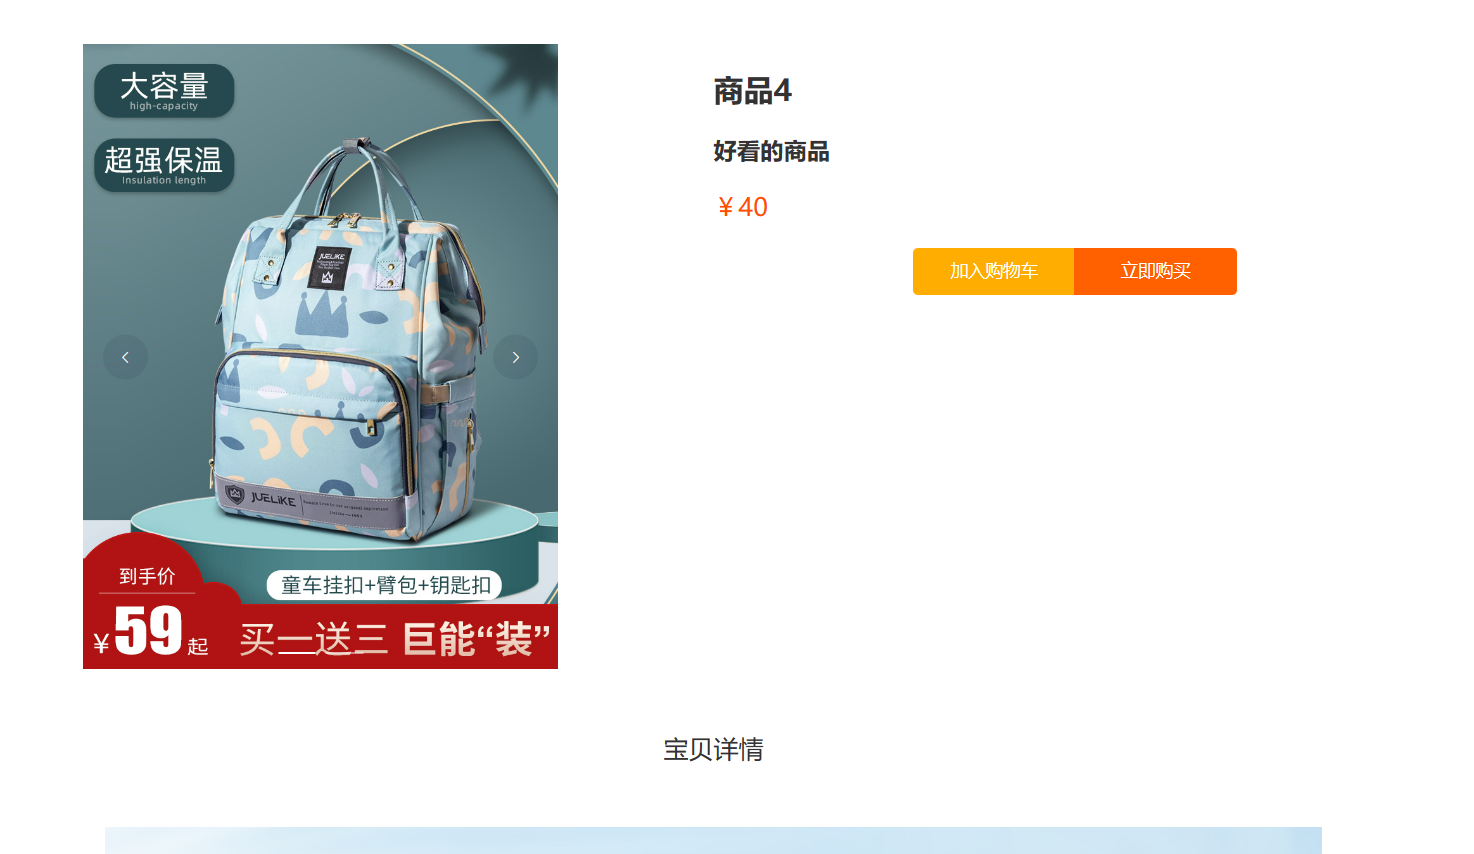 大容量
high-capacity
超强保温
Insulation length
JUELIKE
JUELIKE
到手价
¥59起
童车挂扣+臂包+钥匙扣
买一送三 巨能“装”
商品4
好看的商品
￥40
加入购物车
立即购买
宝贝详情